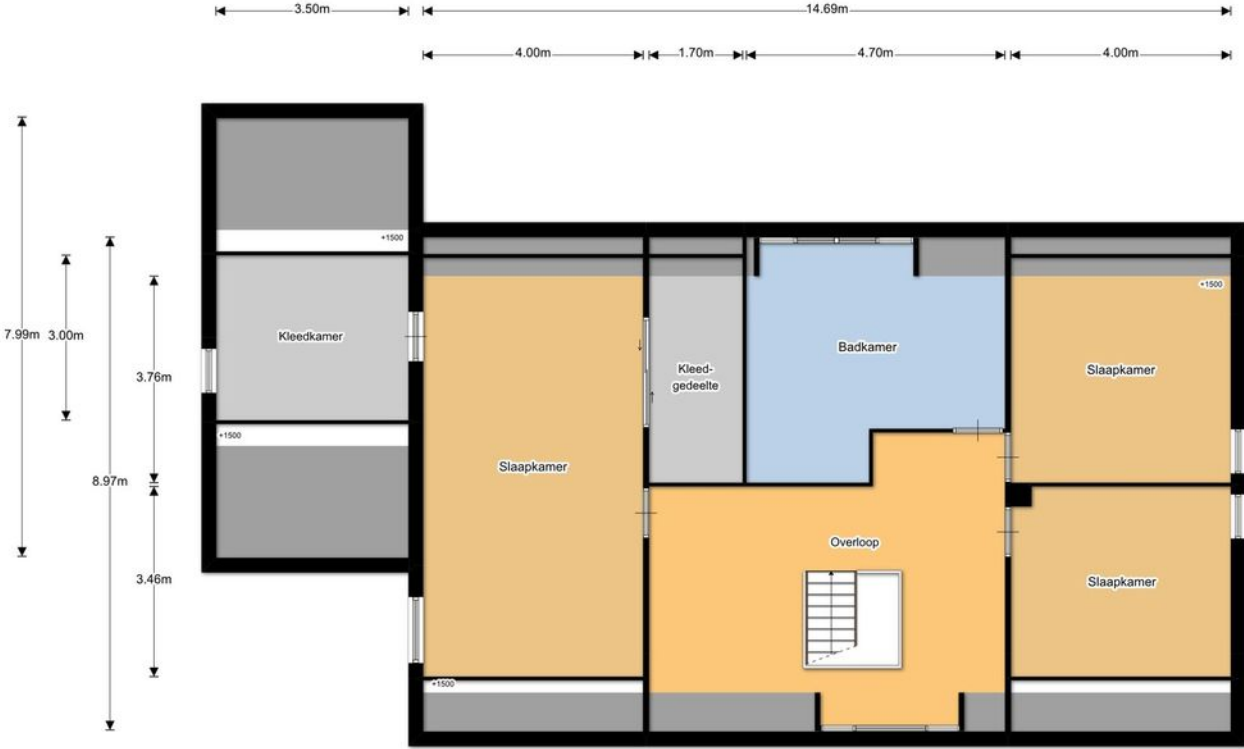 3.50m
14.69m
4.00m
1.70m
4.70m
4.00m
+1500
+1500
7.99m
3.00m
Kleedkamer
Badkamer
3.76m
Kleed-
gedeelte
Slaapkamer
+1500
Slaapkamer
8.97m
Overloop
3.46m
Slaapkamer
+1500